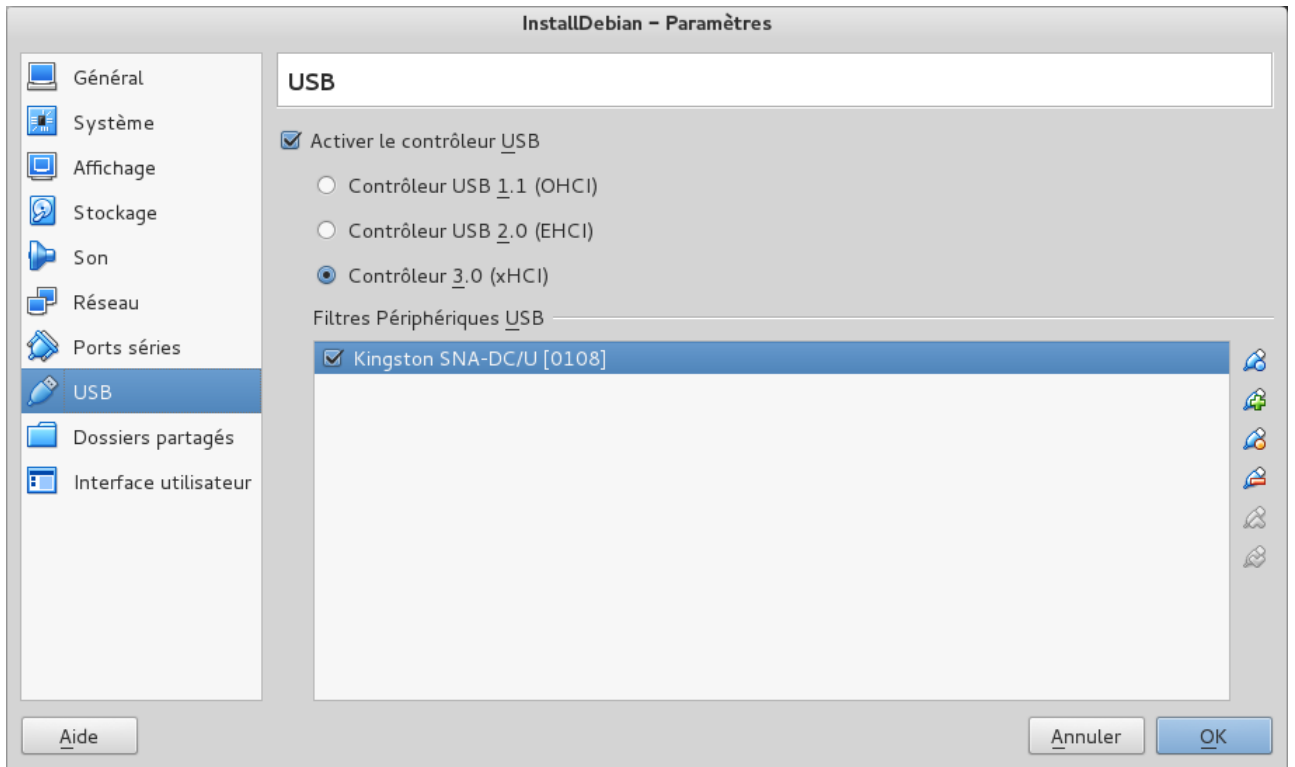 InstallDebian – Paramètres
Général
Système
Affichage
Stockage
Son
Réseau
Ports séries
USB
Dossiers partagés
Interface utilisateur
USB
Activer le contrôleur USB
Contrôleur USB 1.1 (OHCI)
Contrôleur USB 2.0 (EHCI)
Contrôleur 3.0 (xHCI)
Filtres Périphériques USB
Kingston SNA-DC/U [0108]
Aide
Annuler
OK